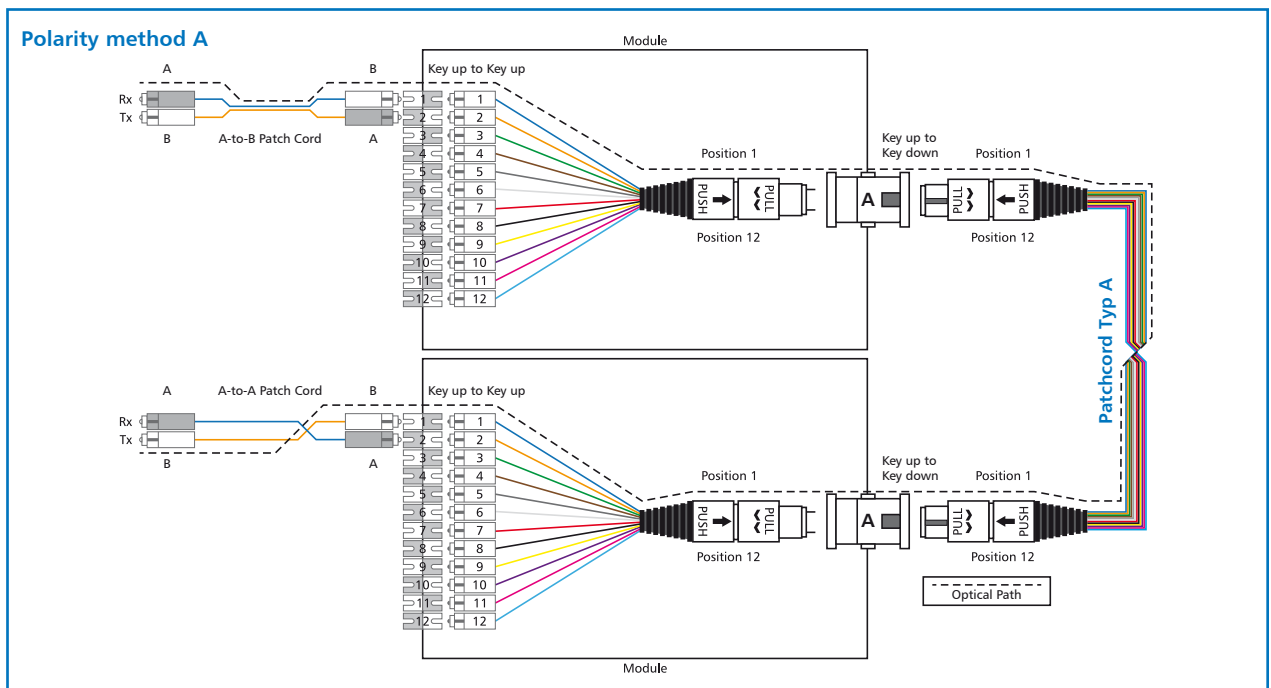 Polarity method A
Module
A
B
Key up to Key up
Rx
Tx
B
A-to-B Patch Cord
A
1 1
2 2
3 3
4 4
5 5
6 6
7 7
8 8
9 9
10 10
11 11
12 12
Position 1
PUSH
PULL
Position 12
Key up to
Key down
A
Position 1
PULL
PUSH
Position 12
Patchcord Typ A
A
A-to-A Patch Cord
B
Key up to Key up
Rx
Tx
B
A
1 1
2 2
3 3
4 4
5 5
6 6
7 7
8 8
9 9
10 10
11 11
12 12
Position 1
PUSH
PULL
Position 12
Key up to
Key down
A
Position 1
PULL
PUSH
Position 12
Optical Path
Module